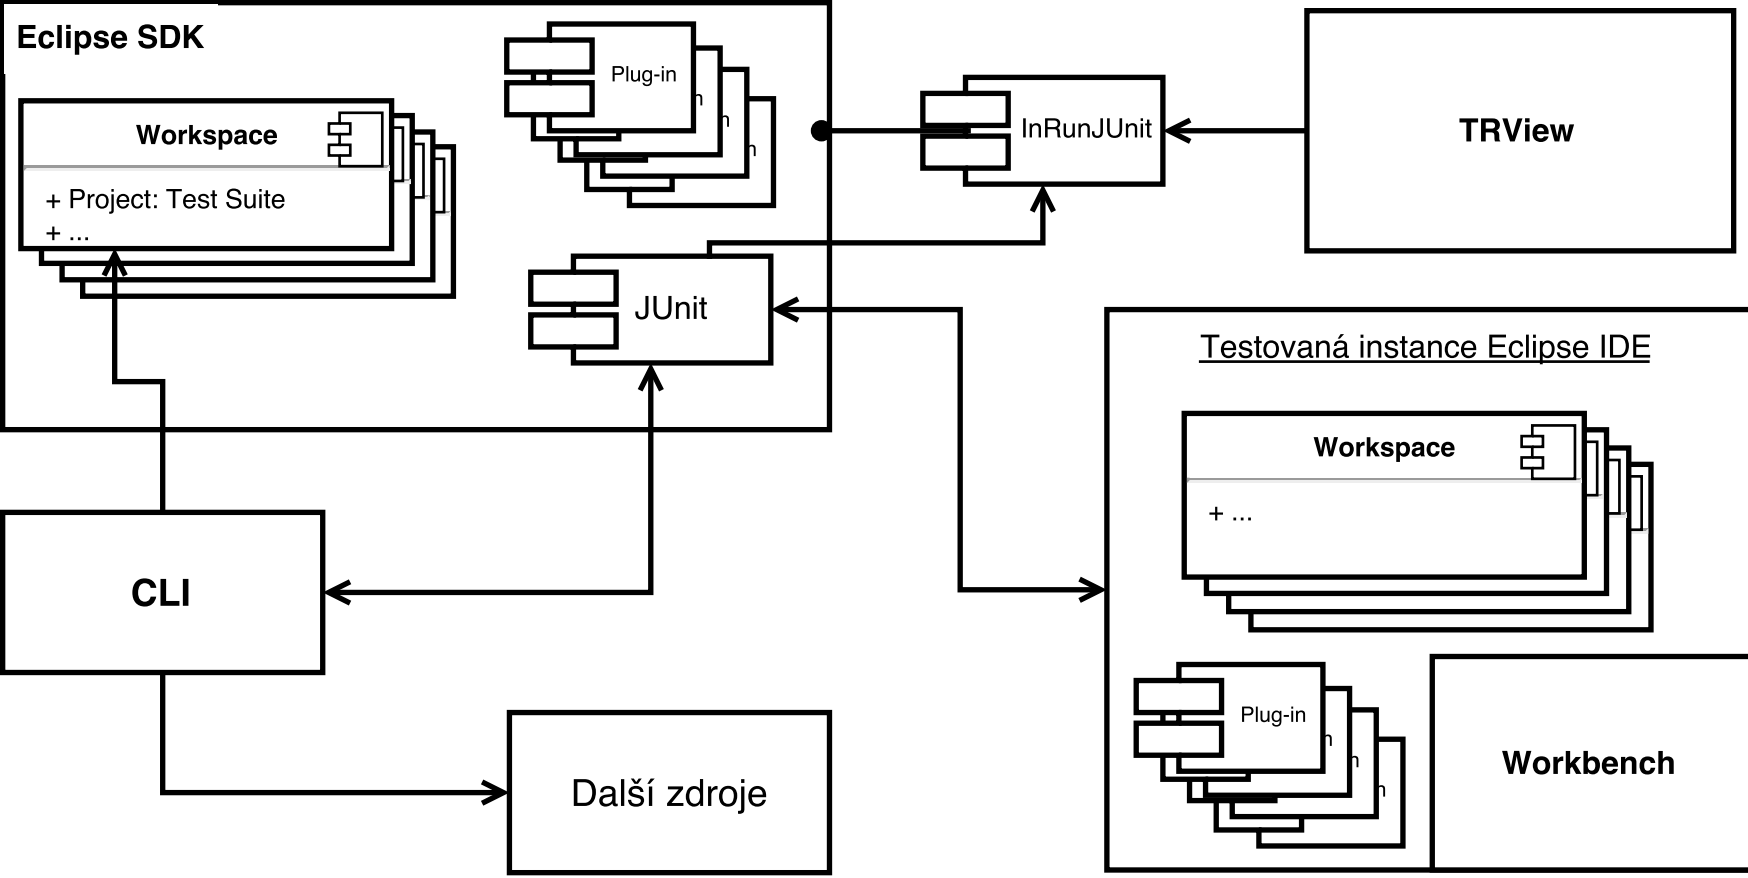 Eclipse SDK
Workspace
+ Project: Test Suite
+ ...
Plug-in
n
n
n
JUnit
InRunJUnit
TRView
Testovaná instance Eclipse IDE
Workspace
+ ...
Plug-in
n
n
n
Workbench
CLI
Další zdroje